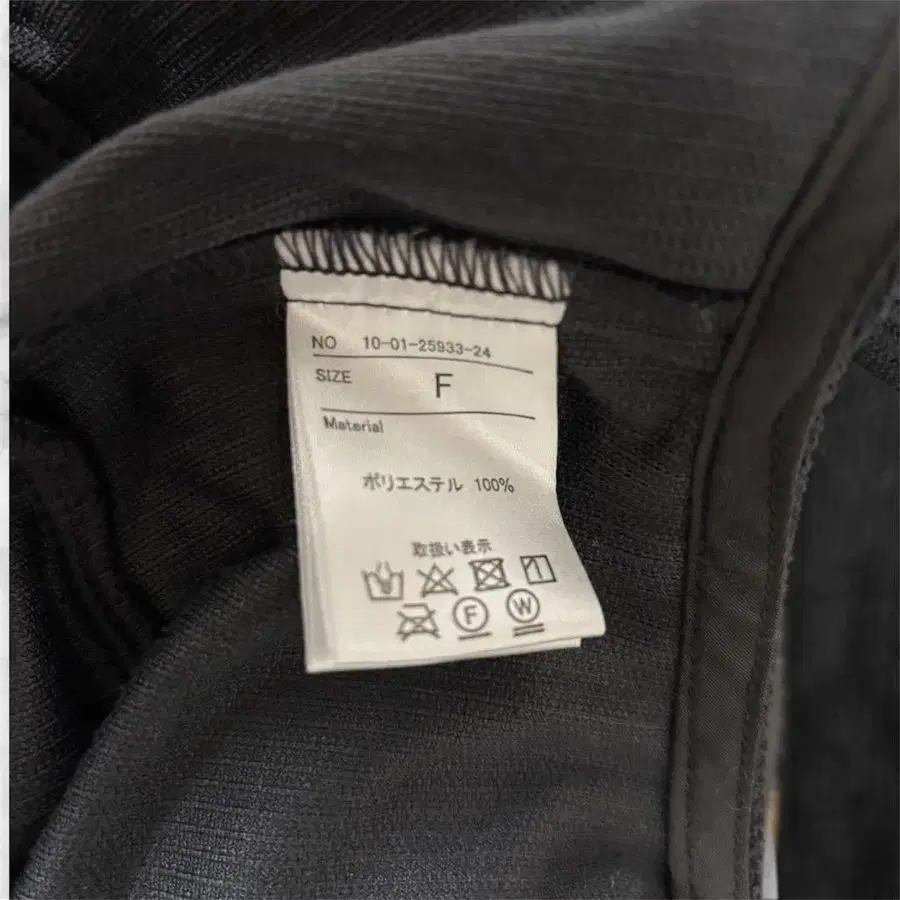 NO 10-01-25933-24
SIZE F
Material
ポリエステル 100%
取扱い表示
F W